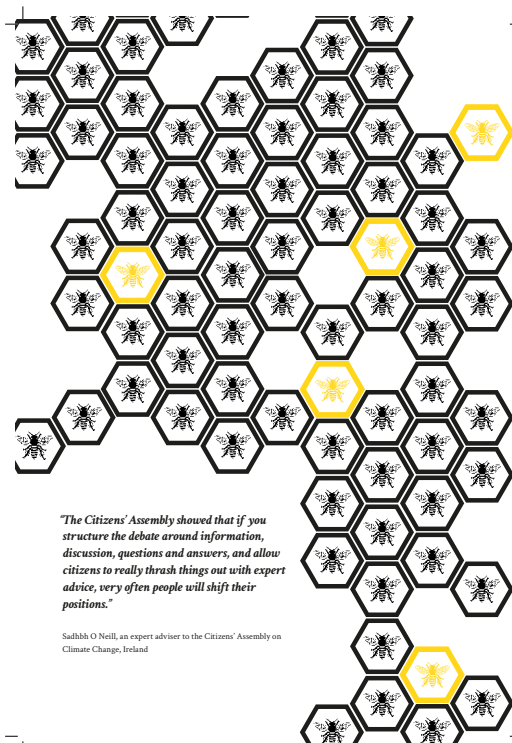 “The Citizens’ Assembly showed that if you
structure the debate around information,
discussion, questions and answers, and allow
citizens to really thrash things out with expert
advice, very often people will shift their
positions.”
Sadhbh O Neill, an expert adviser to the Citizens’ Assembly on
Climate Change, Ireland